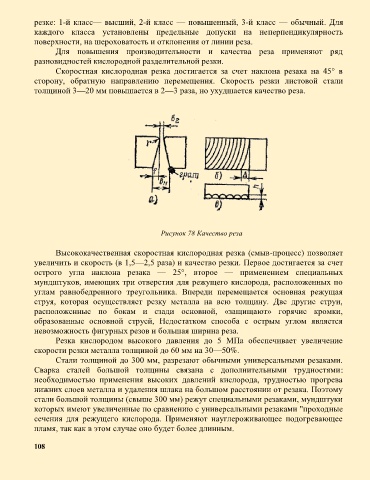 резке: 1-й класс— высший, 2-й класс — повышенный, 3-й класс — обычный. Для
каждого класса установлены предельные допуски на неперпендикулярность
поверхности, на шероховатость и отклонения от линии реза.
Для повышения производительности и качества реза применяют ряд
разновидностей кислородной разделительной резки.
Скоростная кислородная резка достигается за счет наклона резака на 45° в
сторону, обратную направлению перемещения. Скорость резки листовой стали
толщиной 3—20 мм повышается в 2—3 раза, но ухудшается качество реза.
в₂
r
F
вн
грат
а)
б)
Δ
h
в)
Рисунок 78 Качество реза
Высококачественная скоростная кислородная резка (смыв-процесс) позволяет
увеличить и скорость (в 1,5—2,5 раза) и качество резки. Первое достигается за счет
острого угла наклона резака — 25°, второе — применением специальных
мундштуков, имеющих три отверстия для режущего кислорода, расположенных по
углам равнобедренного треугольника. Впереди перемещается основная режущая
струя, которая осуществляет резку металла на всю толщину. Две другие струи,
расположенные по бокам и сзади основной, «защищают» горячие кромки,
образованные основной струей, Недостатком способа с острым углом является
невозможность фигурных резов и большая ширина реза.
Резка кислородом высокого давления до 5 МПа обеспечивает увеличение
скорости резки металла толщиной до 60 мм на 30—50%.
Стали толщиной до 300 мм, разрезают обычными универсальными резаками.
Сварка сталей большой толщины связана с дополнительными трудностями:
необходимостью применения высоких давлений кислорода, трудностью прогрева
нижних слоев металла и удаления шлака на большом расстоянии от резака. Поэтому
стали большой толщины (свыше 300 мм) режут специальными резаками, мундштуки
которых имеют увеличенные по сравнению с универсальными резаками "проходные
сечения для режущего кислорода. Применяют науглероживающее подогревающее
пламя, так как в этом случае оно будет более длинным.
108